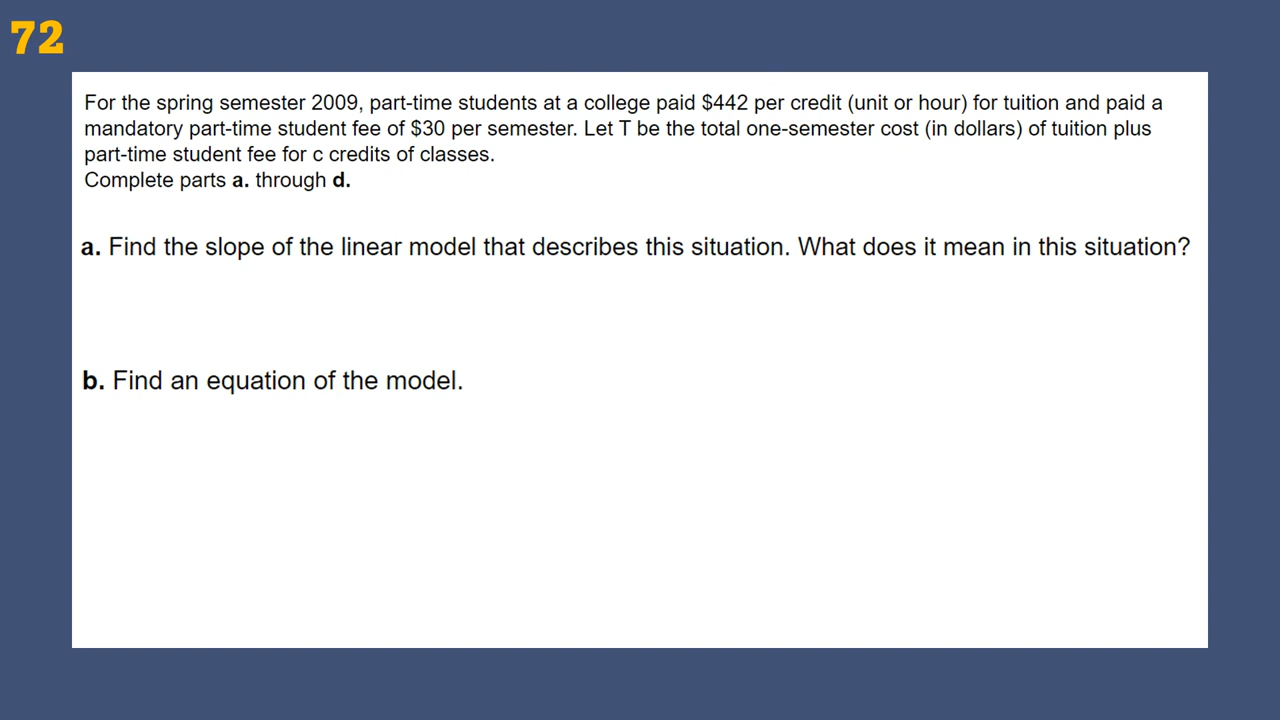 72
For the spring semester 2009, part-time students at a college paid $442 per credit (unit or hour) for tuition and paid a
mandatory part-time student fee of $30 per semester. Let T be the total one-semester cost (in dollars) of tuition plus
part-time student fee for c credits of classes.
Complete parts a. through d.
a. Find the slope of the linear model that describes this situation. What does it mean in this situation?
b. Find an equation of the model.